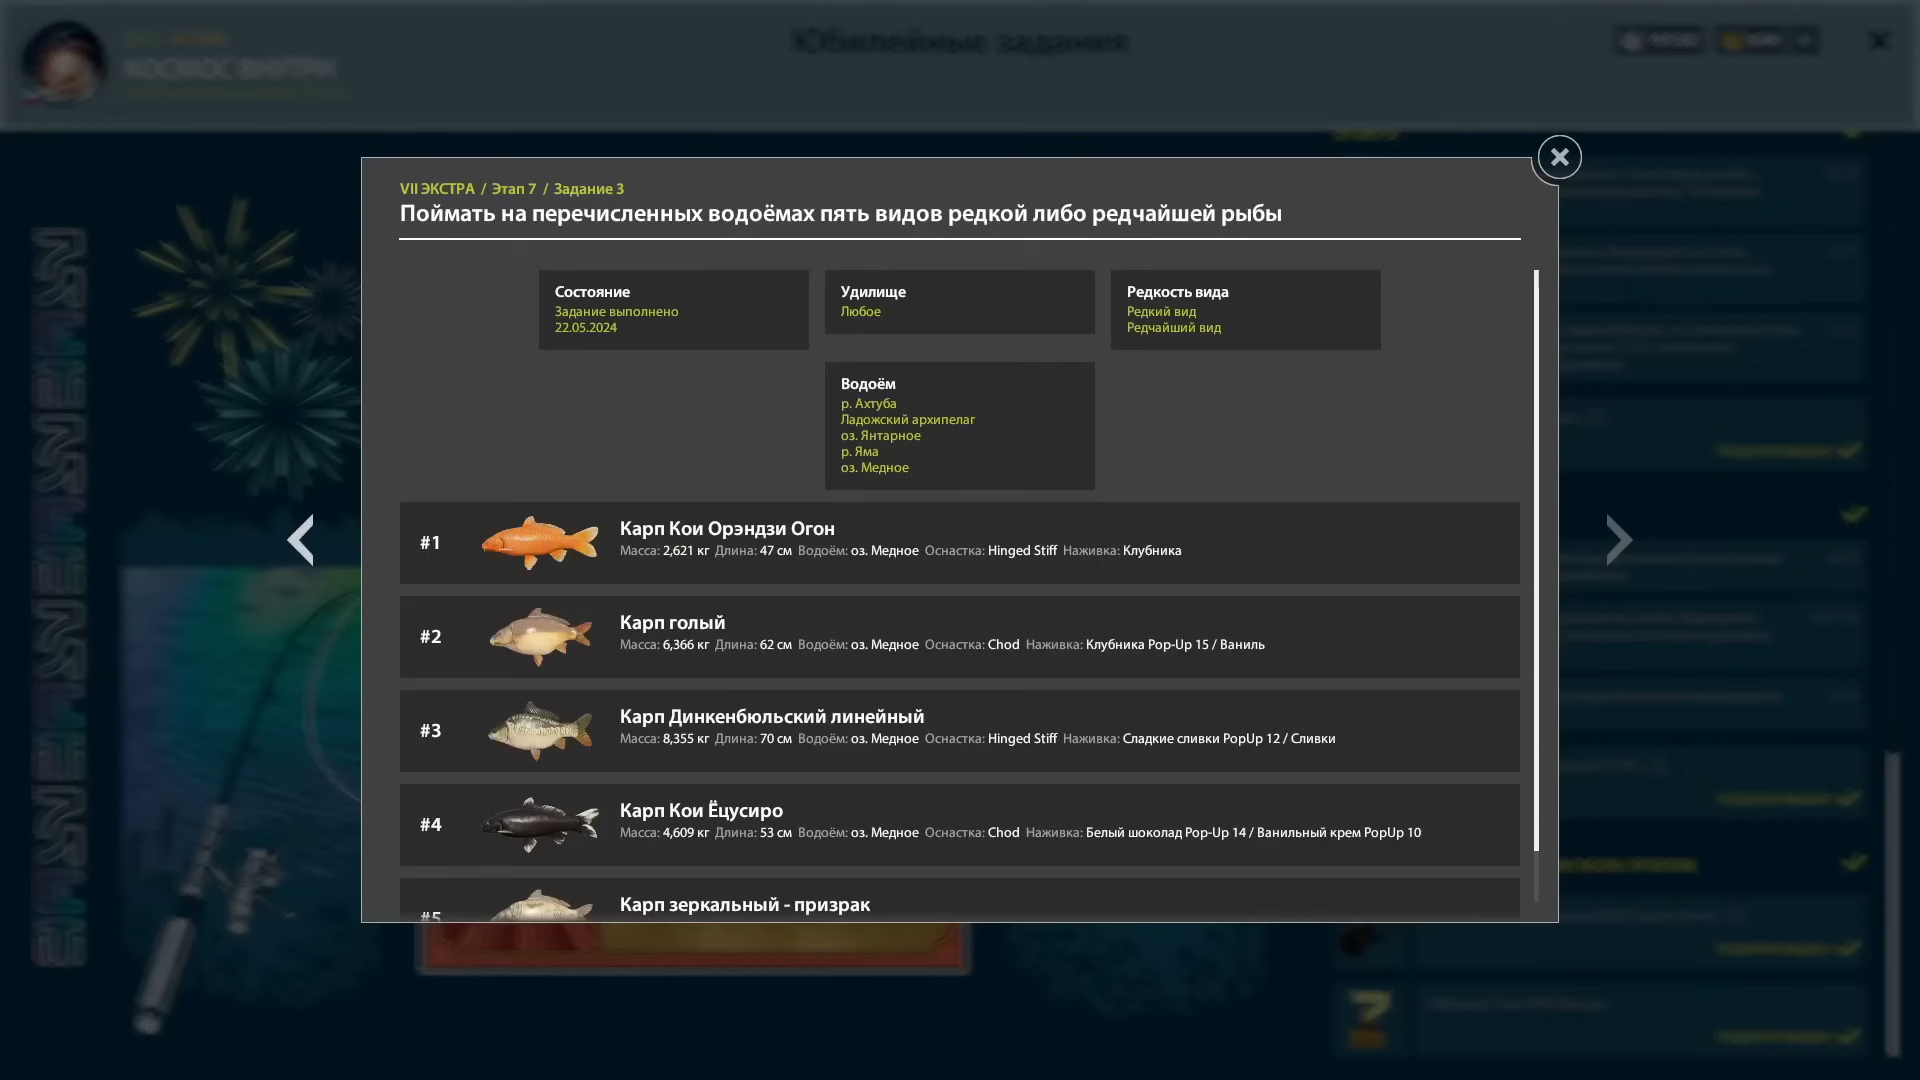 Юбилейные задания
КОСМОС ВНУТРИ
VII ЭКСТРА / Этап 7 / Задание 3
Поймать на перечисленных водоёмах пять видов редкой либо редчайшей рыбы
Состояние
Задание выполнено
22.05.2024
Удилище
Любое
Редкость вида
Редкий вид
Редчайший вид
Водоём
р. Ахтуба
Ладожский архипелаг
оз. Янтарное
р. Яма
оз. Медное
#1
Карп Кои Орэндзи Огон
Масса: 2,621 кг Длина: 47 см Водоём: оз. Медное Оснастка: Hinged Stiff Наживка: Клубника
#2
Карп голый
Масса: 6,366 кг Длина: 62 см Водоём: оз. Медное Оснастка: Chod Наживка: Клубника Pop-Up 15 / Ваниль
#3
Карп Динкенбюльский линейный
Масса: 8,355 кг Длина: 70 см Водоём: оз. Медное Оснастка: Hinged Stiff Наживка: Сладкие сливки PopUp 12 / Сливки
#4
Карп Кои Ёцусиро
Масса: 4,609 кг Длина: 53 см Водоём: оз. Медное Оснастка: Chod Наживка: Белый шоколад Pop-Up 14 / Ванильный крем PopUp 10
#5
Карп зеркальный - призрак